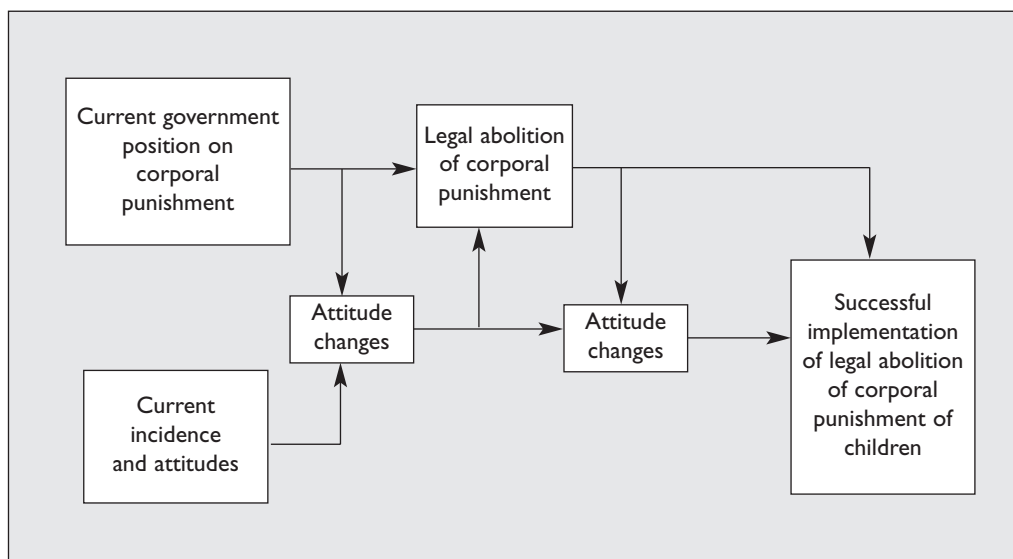 Current government
position on
corporal
punishment
Legal abolition
of corporal
punishment
Attitude
changes
Attitude
changes
Current
incidence
and attitudes
Successful
implementation
of legal abolition
of corporal
punishment of
children